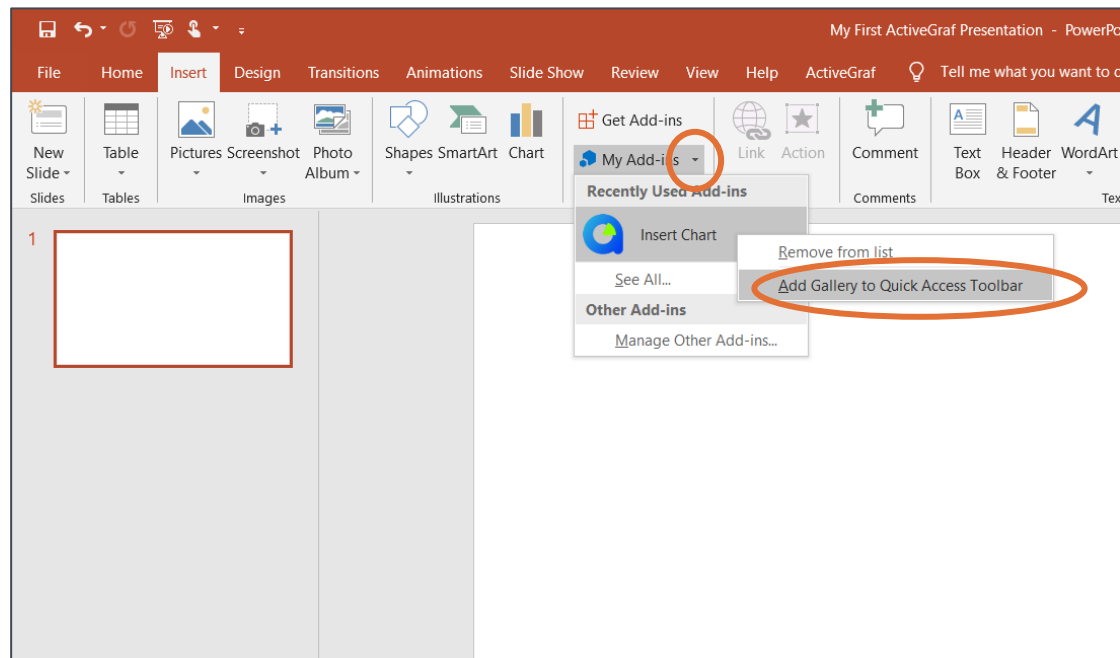 My First ActiveGraf Presentation - PowerPo
File Home Insert Design Transitions Animations Slide Show Review View Help ActiveGraf Tell me what you want to
New Slide
Table
Pictures
Screenshot
Photo Album
Shapes
SmartArt
Chart
Get Add-ins
My Add-ins
Link
Action
Comment
Text Box
Header & Footer
WordArt
Slides
Tables
Images
Illustrations
Comments
Tex
Recently Used Add-ins
Insert Chart
See All...
Other Add-ins
Manage Other Add-ins...
Remove from list
Add Gallery to Quick Access Toolbar
1
A
A